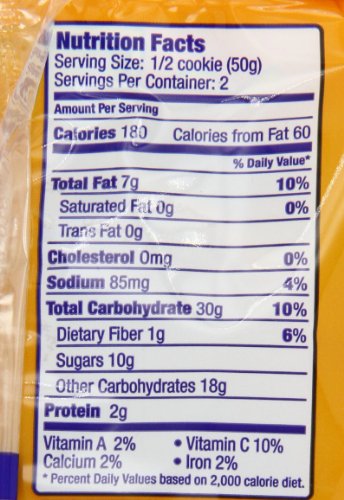 Nutrition Facts
Serving Size: 1/2 cookie (50g)
Servings Per Container: 2
Amount Per Serving
Calories 180 Calories from Fat 60
% Daily Value*
Total Fat 7g 10%
Saturated Fat 0g 0%
Trans Fat 0g
Cholesterol 0mg 0%
Sodium 85mg 4%
Total Carbohydrate 30g 10%
Dietary Fiber 1g 6%
Sugars 10g
Other Carbohydrates 18g
Protein 2g
Vitamin A 2% • Vitamin C 10%
Calcium 2% • Iron 2%
* Percent Daily Values based on 2,000 calorie diet.